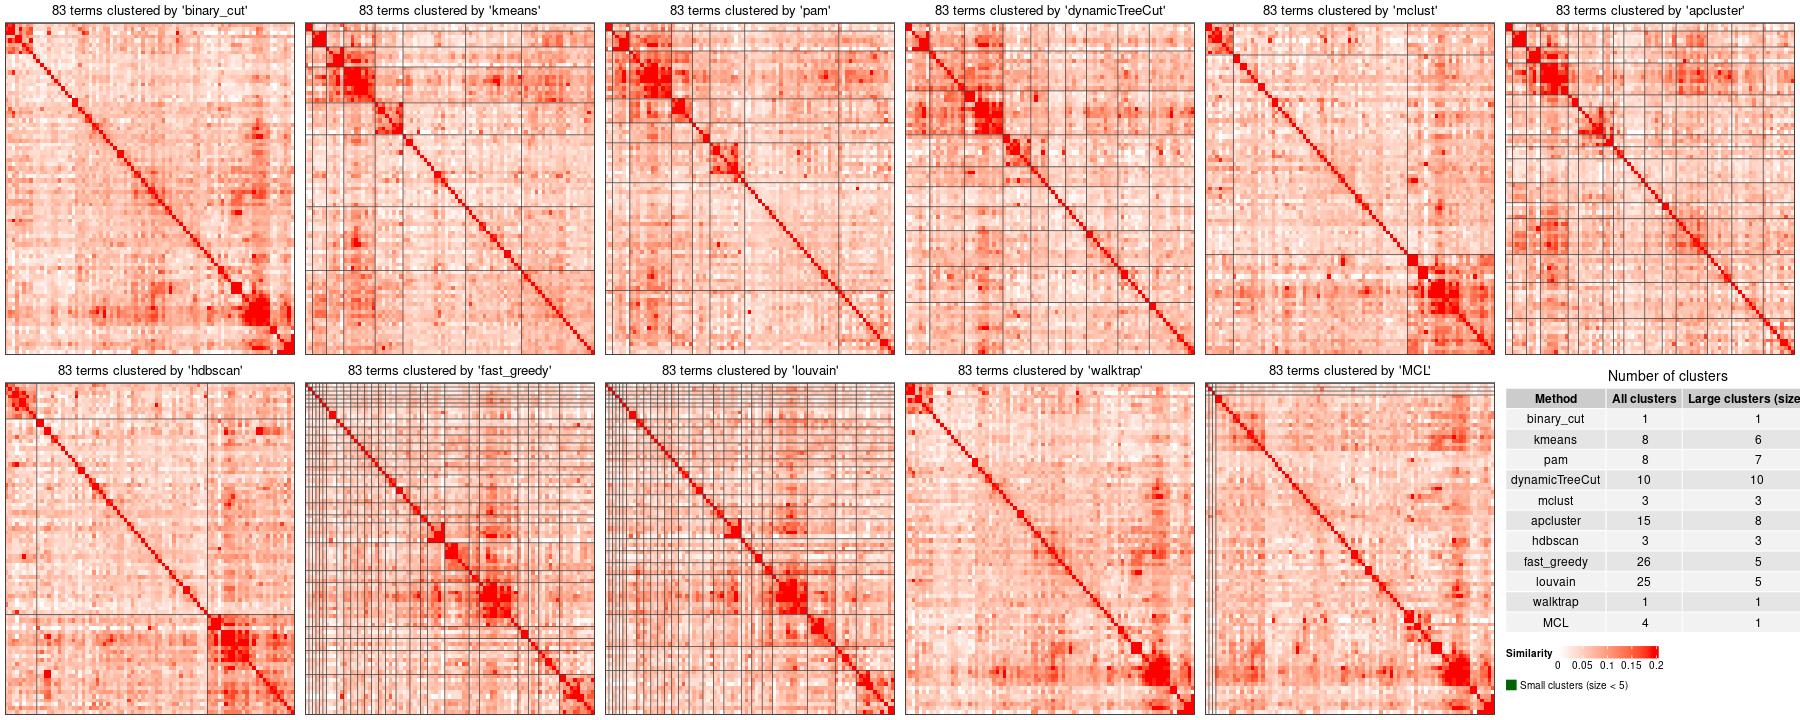 83 terms clustered by 'binary_cut'
83 terms clustered by 'kmeans'
83 terms clustered by 'pam'
83 terms clustered by 'dynamicTreeCut'
83 terms clustered by 'mclust'
83 terms clustered by 'apcluster'
83 terms clustered by 'hdbscan'
83 terms clustered by 'fast_greedy'
83 terms clustered by 'louvain'
83 terms clustered by 'walktrap'
83 terms clustered by 'MCL'
Number of clusters
Method All clusters Large clusters (size
binary_cut 1 1
kmeans 8 6
pam 8 7
dynamicTreeCut 10 10
mclust 3 3
apcluster 15 8
hdbscan 3 3
fast_greedy 26 5
louvain 25 5
walktrap 1 1
MCL 4 1
Similarity
0 0.05 0.1 0.15 0.2
Small clusters (size < 5)